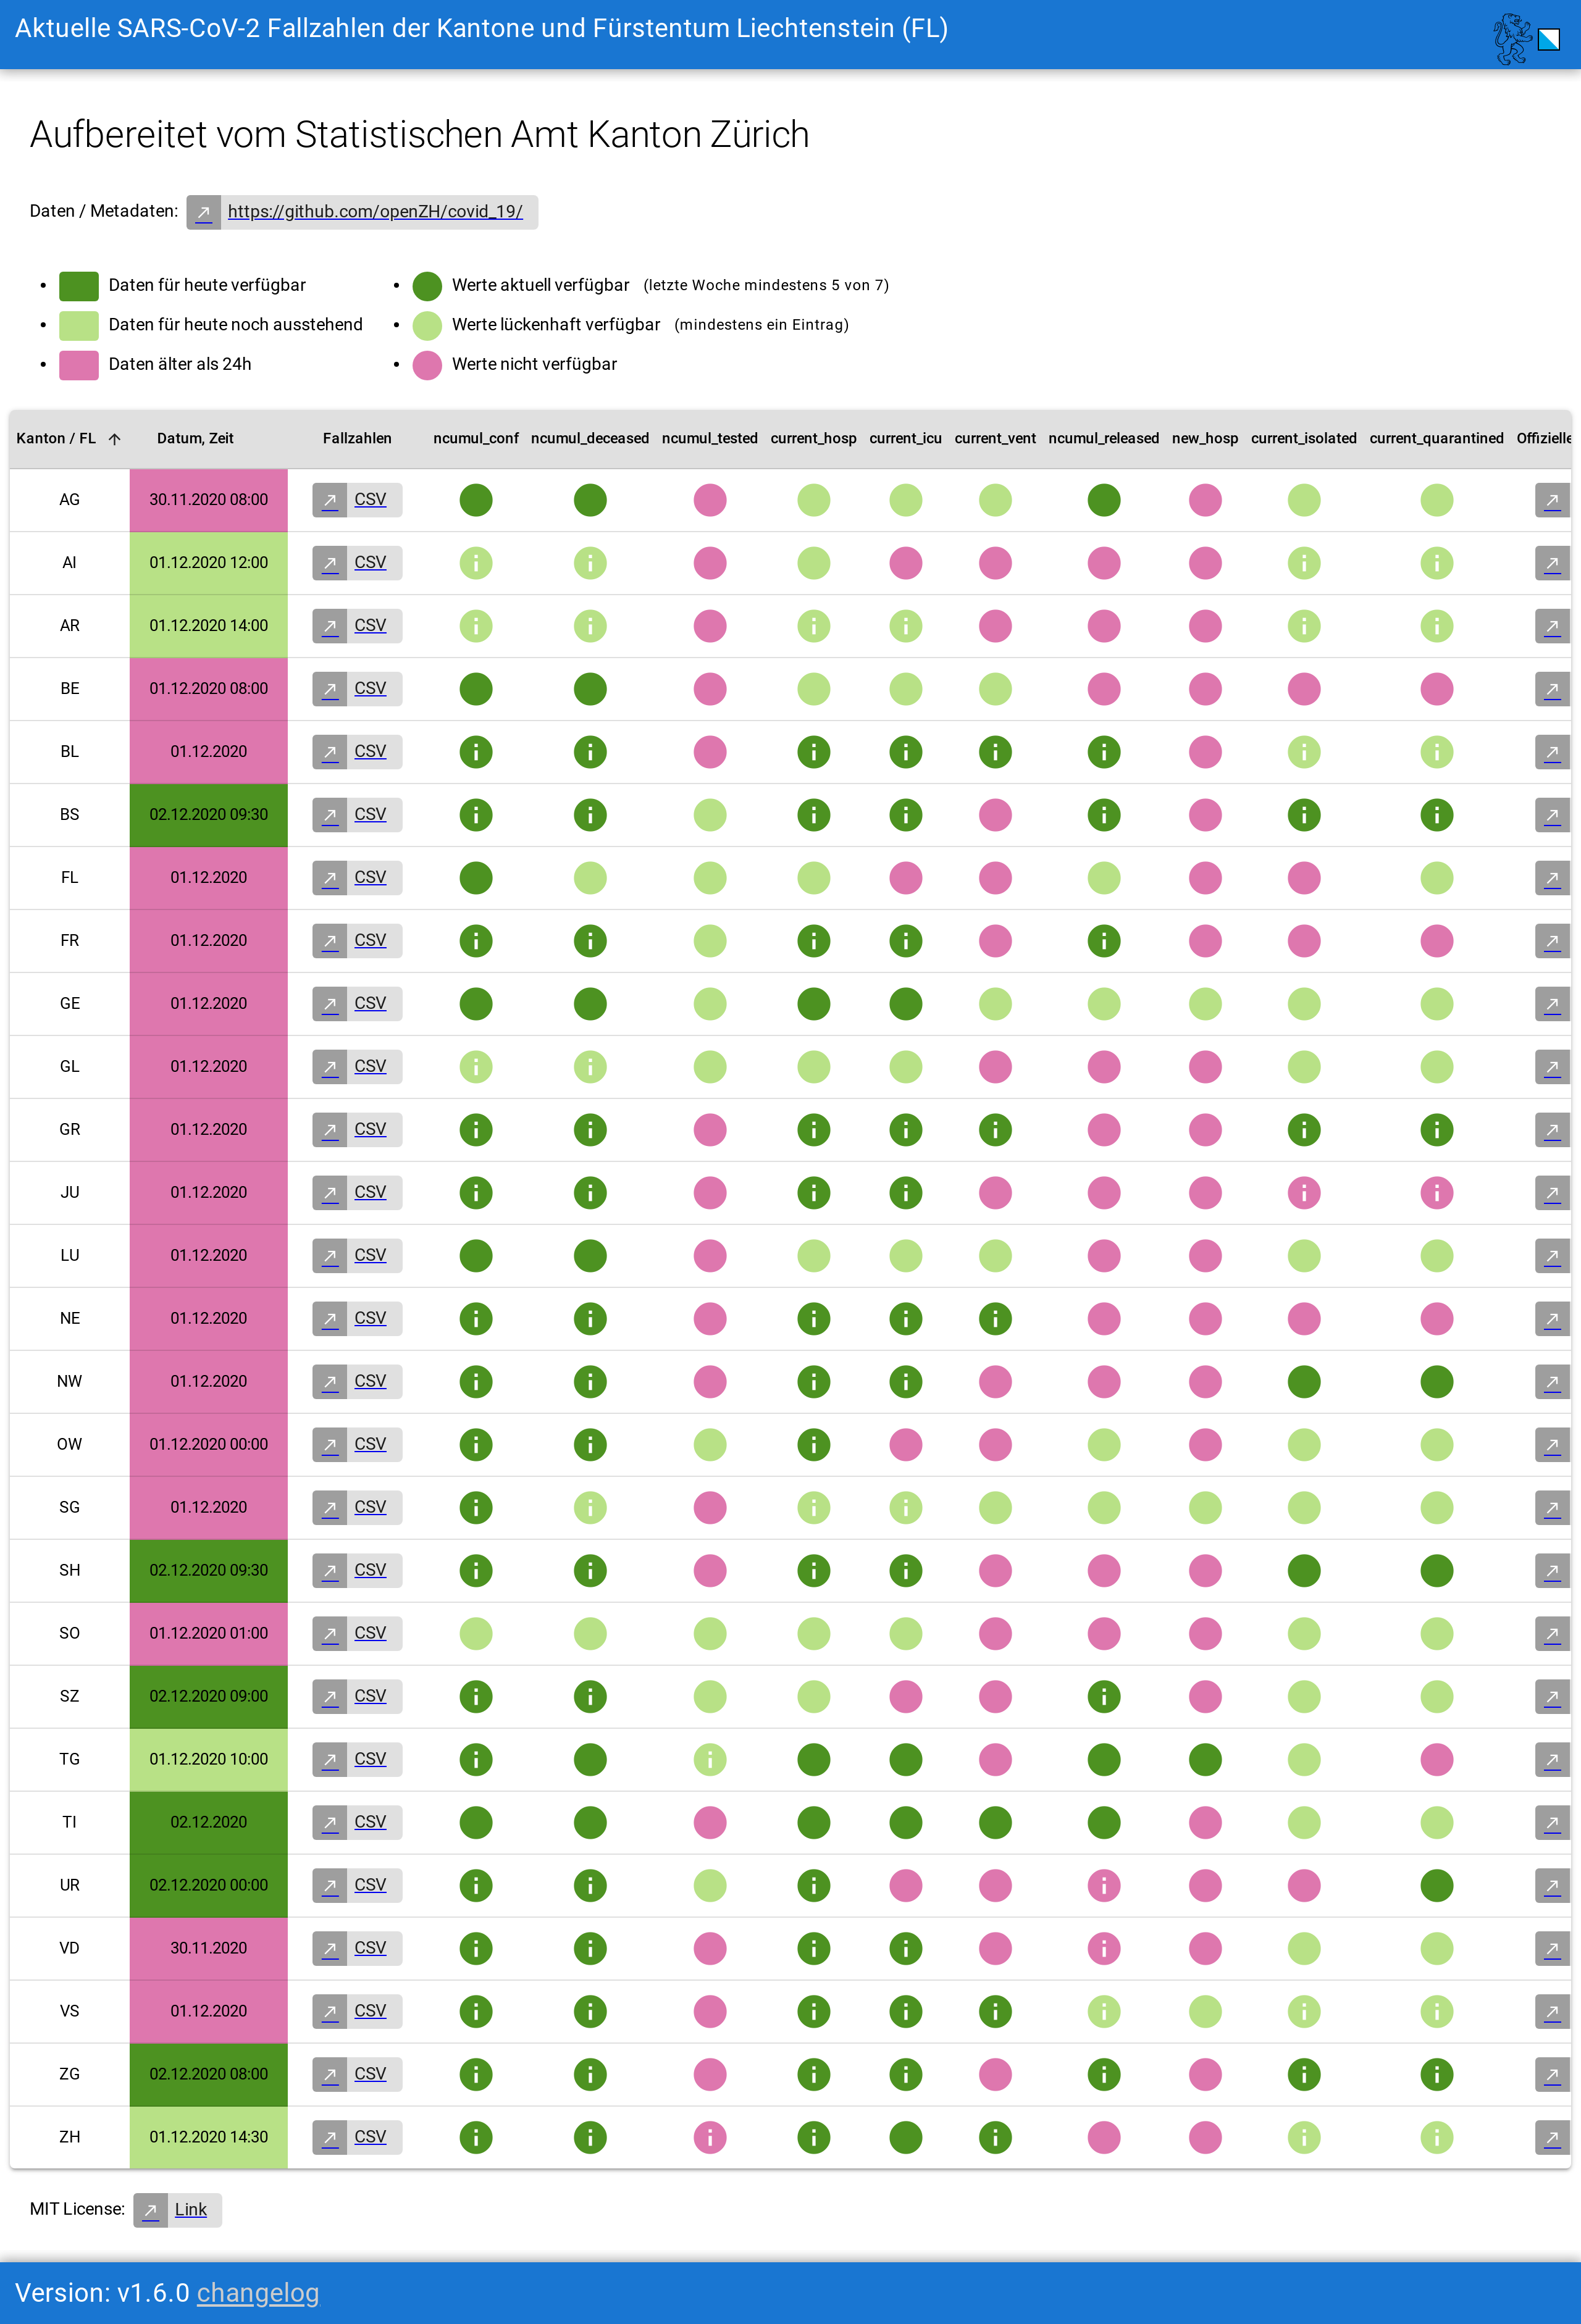 Aktuelle SARS-CoV-2 Fallzahlen der Kantone und Fürstentum Liechtenstein (FL)
Aufbereitet vom Statistischen Amt Kanton Zürich
Daten / Metadaten: https://github.com/openZH/covid_19/
Daten für heute verfügbar
Daten für heute noch ausstehend
Daten älter als 24h
Werte aktuell verfügbar (letzte Woche mindestens 5 von 7)
Werte lückenhaft verfügbar (mindestens ein Eintrag)
Werte nicht verfügbar
Kanton / FL Datum, Zeit Fallzahlen ncumul_conf ncumul_deceased ncumul_tested current_hosp current_icu current_vent ncumul_released new_hosp current_isolated current_quarantined Offizielle
AG 30.11.2020 08:00 CSV
AI 01.12.2020 12:00 CSV
AR 01.12.2020 14:00 CSV
BE 01.12.2020 08:00 CSV
BL 01.12.2020 CSV
BS 02.12.2020 09:30 CSV
FL 01.12.2020 CSV
FR 01.12.2020 CSV
GE 01.12.2020 CSV
GL 01.12.2020 CSV
GR 01.12.2020 CSV
JU 01.12.2020 CSV
LU 01.12.2020 CSV
NE 01.12.2020 CSV
NW 01.12.2020 CSV
OW 01.12.2020 00:00 CSV
SG 01.12.2020 CSV
SH 02.12.2020 09:30 CSV
SO 01.12.2020 01:00 CSV
SZ 02.12.2020 09:00 CSV
TG 01.12.2020 10:00 CSV
TI 02.12.2020 CSV
UR 02.12.2020 00:00 CSV
VD 30.11.2020 CSV
VS 01.12.2020 CSV
ZG 02.12.2020 08:00 CSV
ZH 01.12.2020 14:30 CSV
MIT License: Link
Version: v1.6.0 changelog